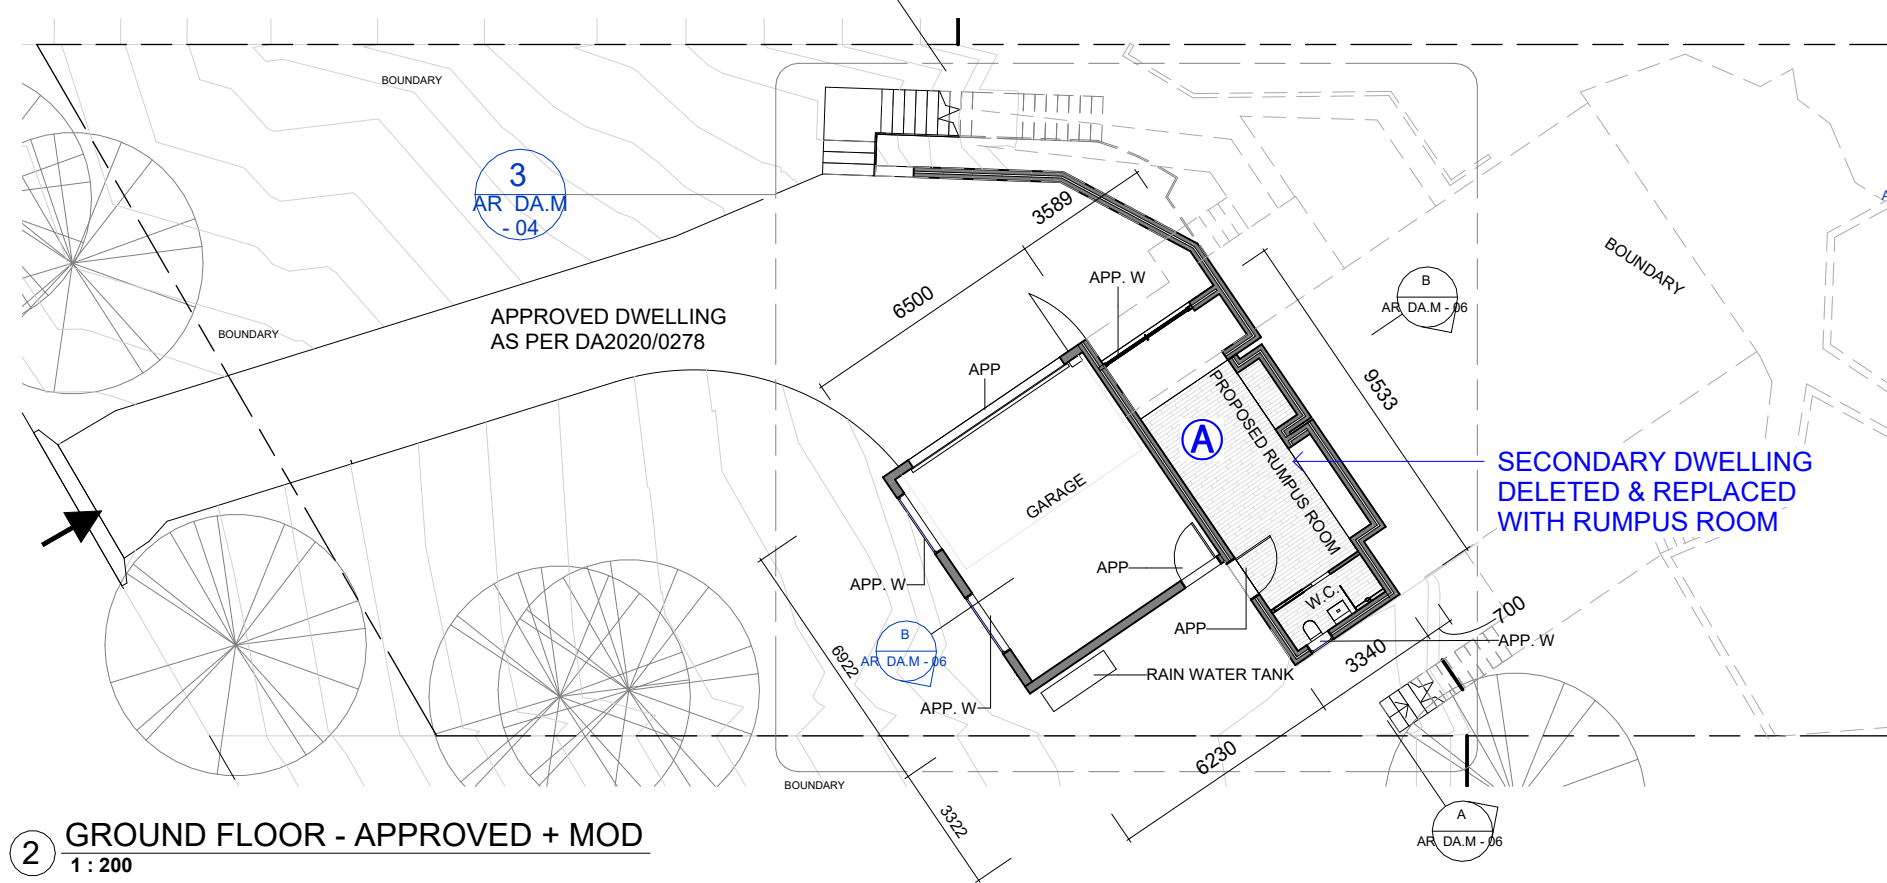 BOUNDARY
3
AR DA.M
- 04
3589
BOUNDARY
APP. W
B
AR DA.M - 06
6500
APPROVED DWELLING
AS PER DA2020/0278
BOUNDARY
APP
PROPOSED RUMPUS ROOM
9533
A
SECONDARY DWELLING
DELETED & REPLACED
WITH RUMPUS ROOM
GARAGE
APP
APP. W
W.C.
700
APP
APP. W
B
AR DA.M - 06
6922
3340
RAIN WATER TANK
APP. W
6230
BOUNDARY
3322
A
AR DA.M - 06
2
GROUND FLOOR - APPROVED + MOD
1 : 200